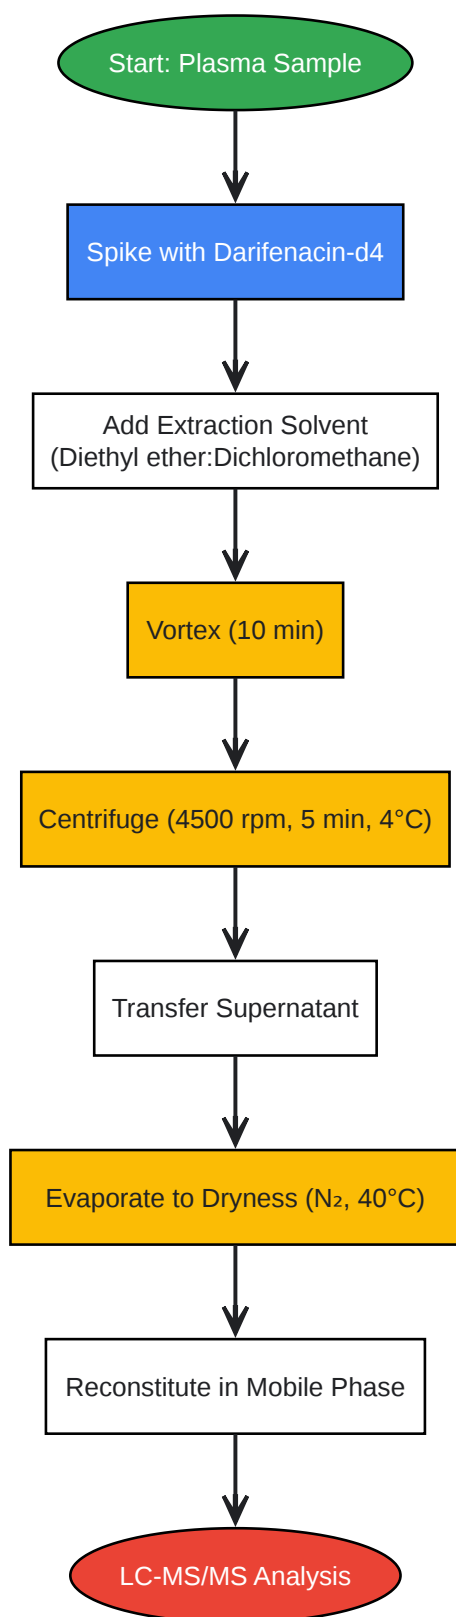 Start: Plasma Sample
Spike with Darifenacin-d4
Add Extraction Solvent
(Diethyl ether:Dichloromethane)
Vortex (10 min)
Centrifuge (4500 rpm, 5 min, 4°C)
Transfer Supernatant
Evaporate to Dryness (N₂, 40°C)
Reconstitute in Mobile Phase
LC-MS/MS Analysis